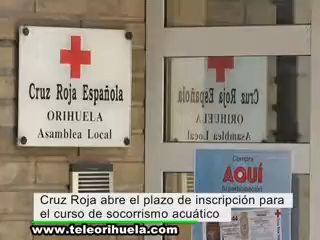 Cruz Roja Española
ORIHUELA
Asamblea Local
Cruz Roja Española
ORIHUELA
Asamblea Local
Compra
AQUÍ
Cruz Roja abre el plazo de inscripción para
el curso de socorrismo acuático
www.teleorihuela.com